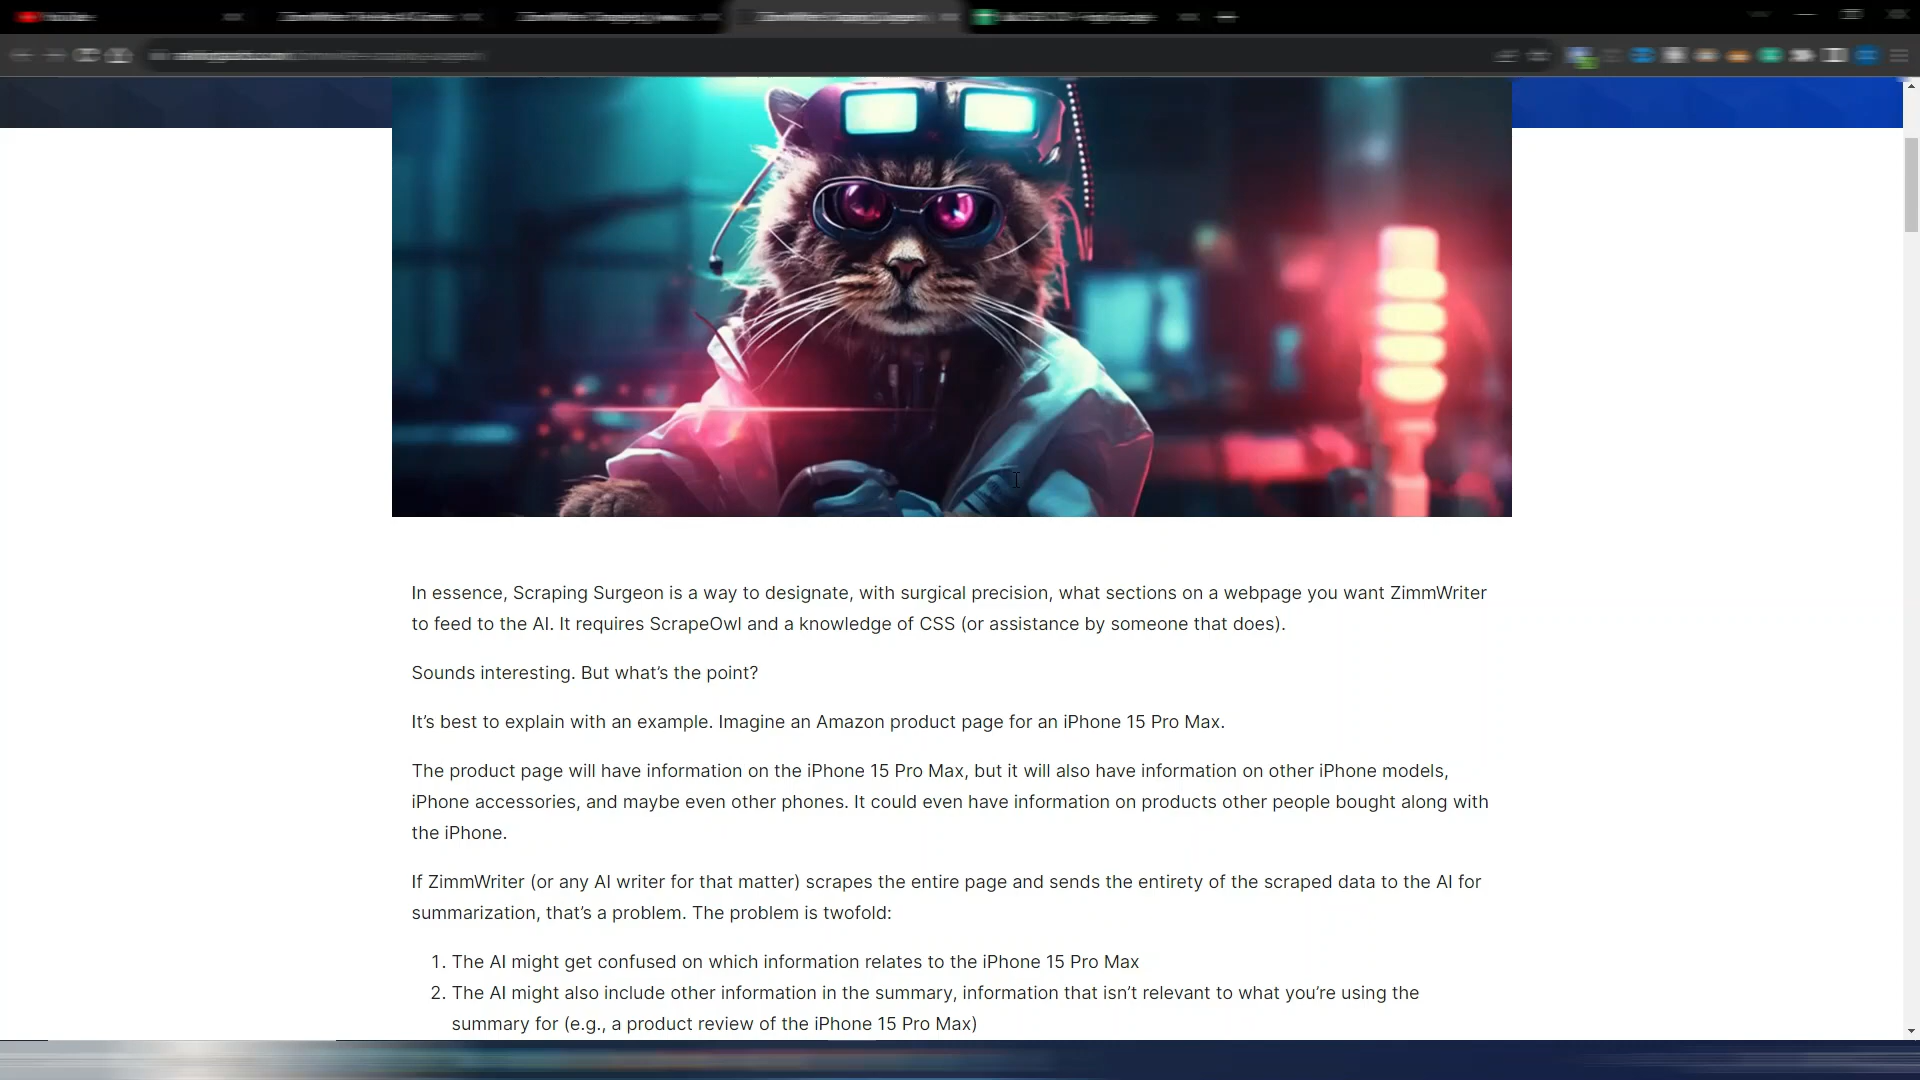 In essence, Scraping Surgeon is a way to designate, with surgical precision, what sections on a webpage you want ZimmWriter
to feed to the AI. It requires ScrapeOwl and a knowledge of CSS (or assistance by someone that does).
Sounds interesting. But what’s the point?
It’s best to explain with an example. Imagine an Amazon product page for an iPhone 15 Pro Max.
The product page will have information on the iPhone 15 Pro Max, but it will also have information on other iPhone models,
iPhone accessories, and maybe even other phones. It could even have information on products other people bought along with
the iPhone.
If ZimmWriter (or any AI writer for that matter) scrapes the entire page and sends the entirety of the scraped data to the AI for
summarization, that’s a problem. The problem is twofold:
1. The AI might get confused on which information relates to the iPhone 15 Pro Max
2. The AI might also include other information in the summary, information that isn’t relevant to what you’re using the
summary for (e.g., a product review of the iPhone 15 Pro Max)